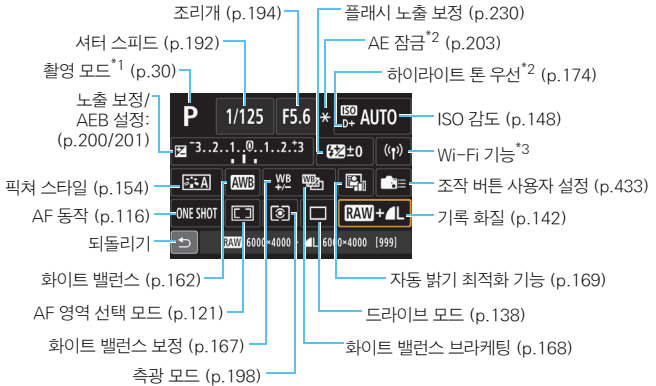 조리개 (p.194)
플래시 노출 보정 (p.230)
셔터 스피드 (p.192)
AE 잠금*2 (p.203)
촬영 모드*1 (p.30)
하이라이트 톤 우선*2 (p.174)
노출 보정/
AEB 설정:
(p.200/201)
P 1/125 F5.6 * ISO D+ ISO AUTO
ISO 감도 (p.148)
-3..2..1..0..1..2..+3 ±0
Wi-Fi 기능*3
픽쳐 스타일 (p.154)
A AWB WB +/-
조작 버튼 사용자 설정 (p.433)
AF 동작 (p.116)
ONE SHOT RAW+L
기록 화질 (p.142)
되돌리기
RAW 6000×4000 L 6000×4000 [999]
화이트 밸런스 (p.162)
자동 밝기 최적화 기능 (p.169)
AF 영역 선택 모드 (p.121)
드라이브 모드 (p.138)
화이트 밸런스 보정 (p.167)
화이트 밸런스 브라케팅 (p.168)
측광 모드 (p.198)